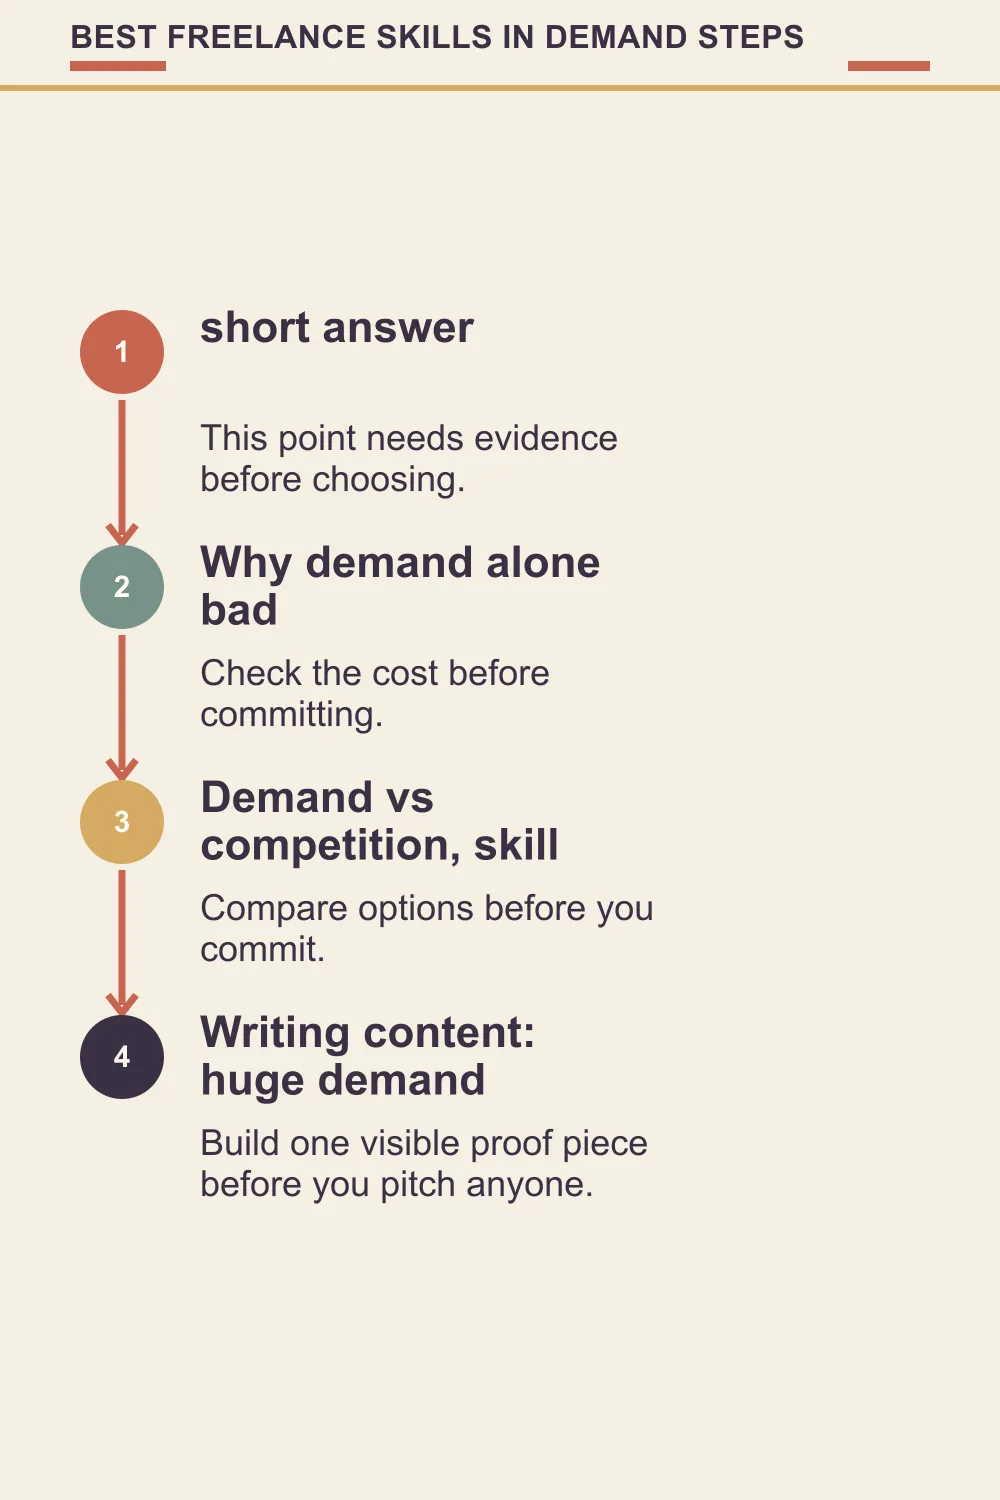 BEST FREELANCE SKILLS IN DEMAND STEPS
1
short answer
This point needs evidence
before choosing.
2
Why demand alone
bad
Check the cost before
committing.
3
Demand vs
competition, skill
Compare options before you
commit.
4
Writing content:
huge demand
Build one visible proof piece
before you pitch anyone.